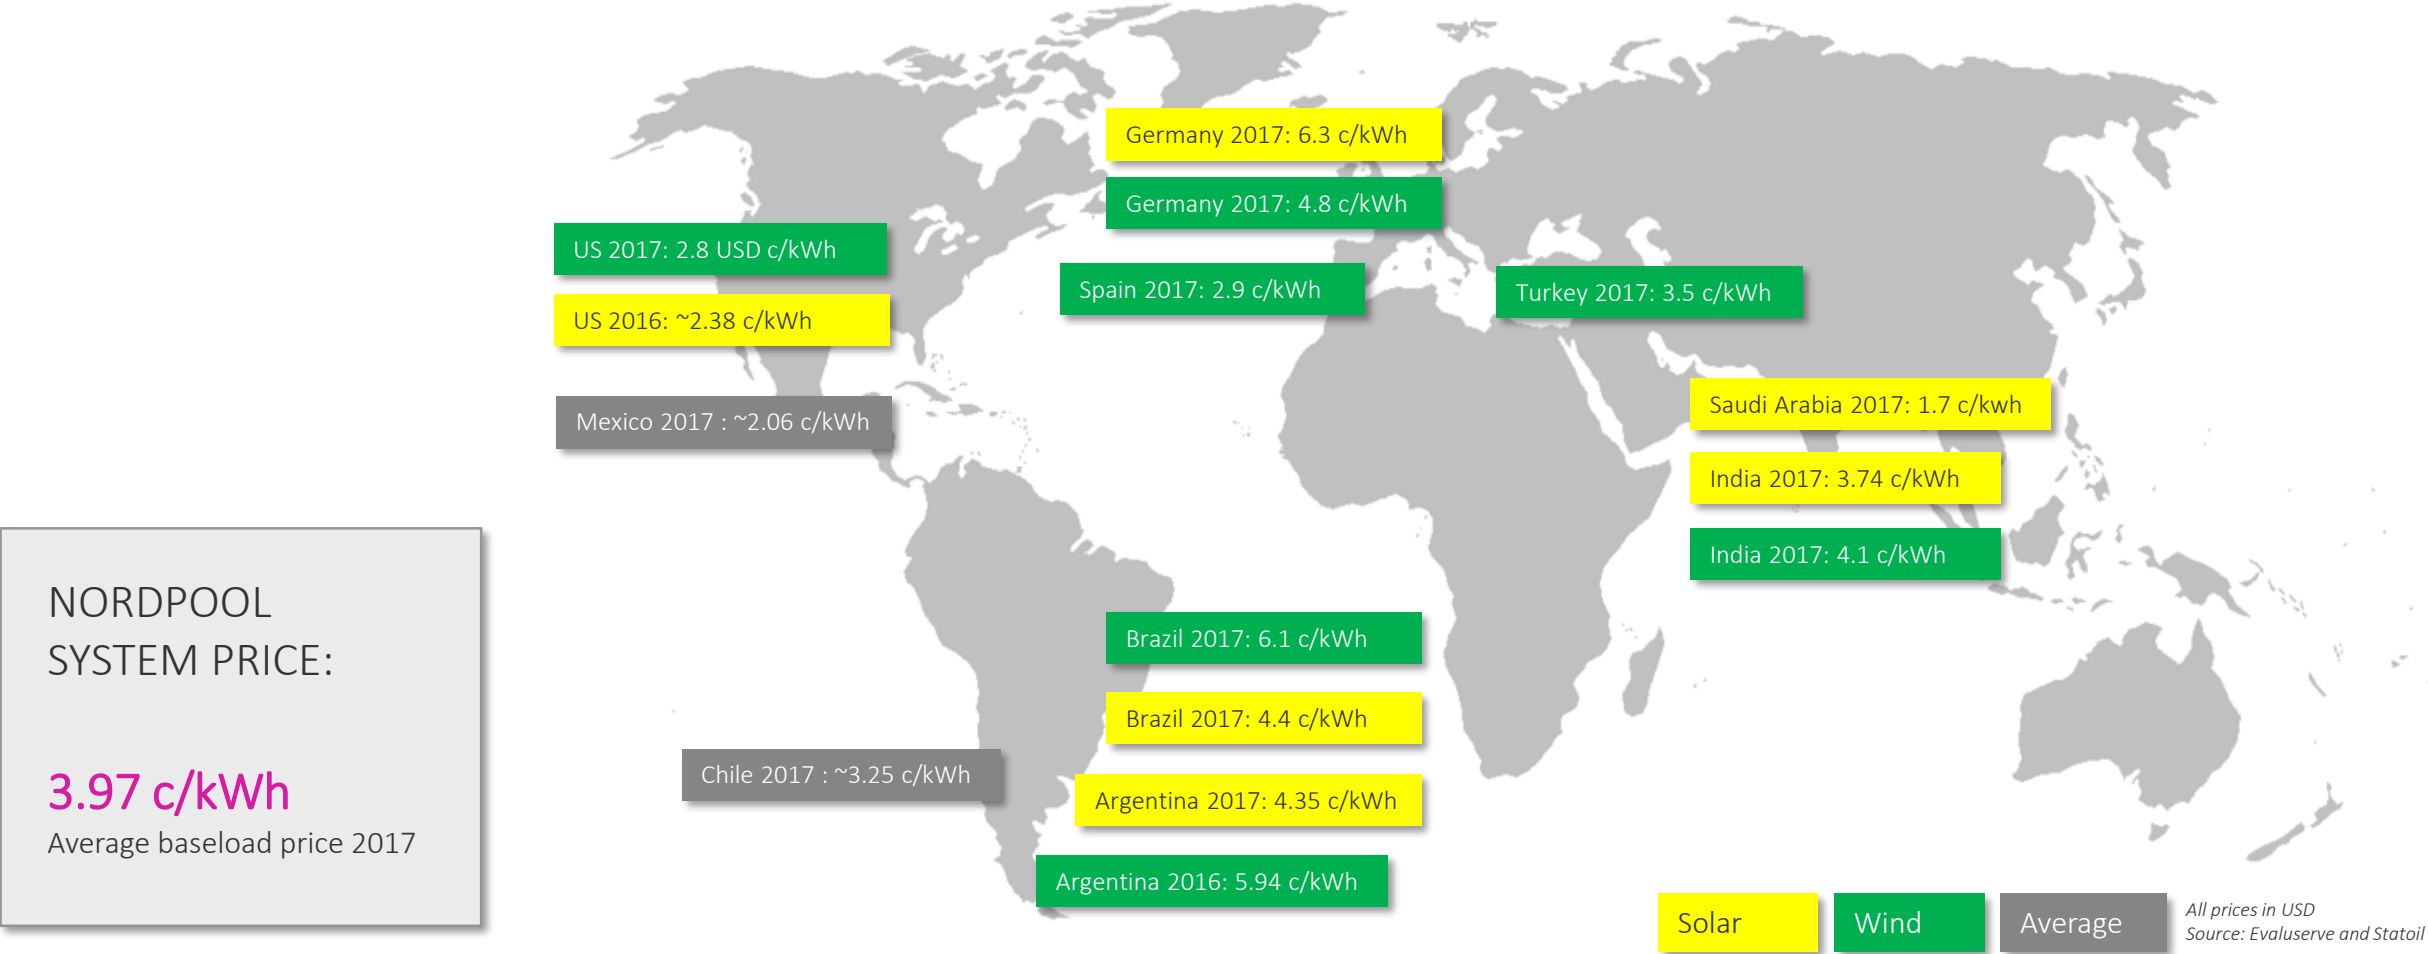 Germany 2017: 6.3 c/kWh
Germany 2017: 4.8 c/kWh
US 2017: 2.8 USD c/kWh
Spain 2017: 2.9 c/kWh
Turkey 2017: 3.5 c/kWh
US 2016: ~2.38 c/kWh
Mexico 2017 : ~2.06 c/kWh
Saudi Arabia 2017: 1.7 c/kwh
India 2017: 3.74 c/kWh
India 2017: 4.1 c/kWh
NORDPOOL
SYSTEM PRICE:
3.97 c/kWh
Average baseload price 2017
Brazil 2017: 6.1 c/kWh
Brazil 2017: 4.4 c/kWh
Chile 2017 : ~3.25 c/kWh
Argentina 2017: 4.35 c/kWh
Argentina 2016: 5.94 c/kWh
Solar
Wind
Average
All prices in USD
Source: Evaluserve and Statoil